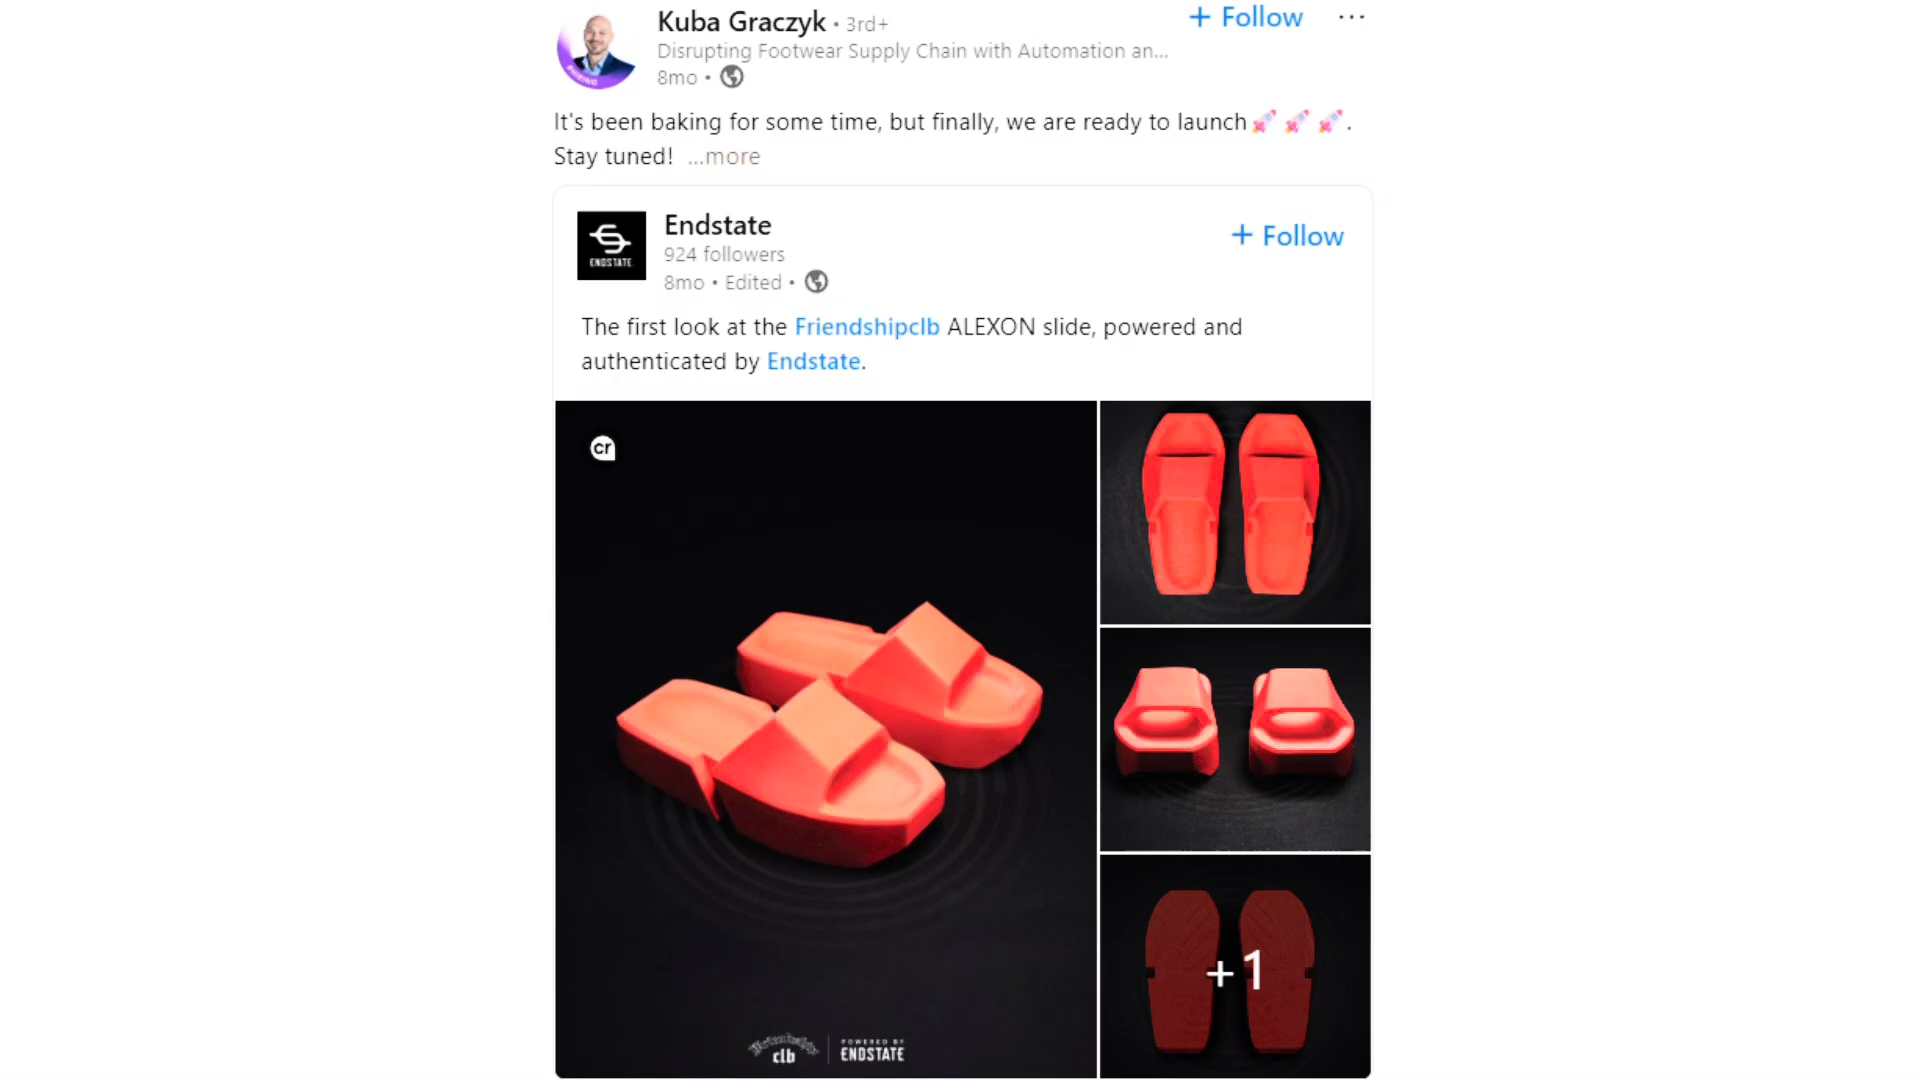 Kuba Graczyk • 3rd+
+ Follow ...
Disrupting Footwear Supply Chain with Automation an...
8mo •
#HIRING
It's been baking for some time, but finally, we are ready to launch🚀🚀🚀.
Stay tuned! ...more
ENDSTATE
Endstate
+ Follow
924 followers
8mo • Edited •
The first look at the Friendshipclb ALEXON slide, powered and
authenticated by Endstate.
cr
+1
clb
POWERED BY
ENDSTATE